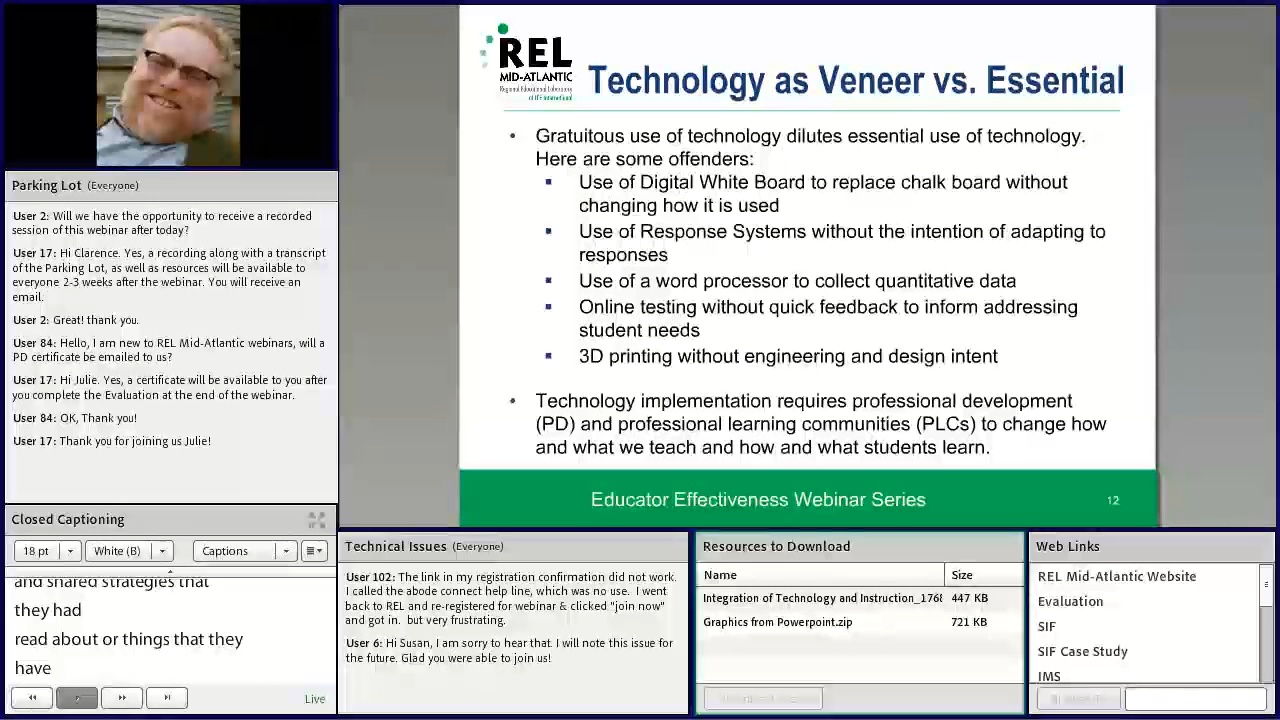 REL
MID-ATLANTIC
Regional Educational Laboratory
at ICF International
Technology as Veneer vs. Essential
• Gratuitous use of technology dilutes essential use of technology.
Here are some offenders:
▪ Use of Digital White Board to replace chalk board without
changing how it is used
▪ Use of Response Systems without the intention of adapting to
responses
▪ Use of a word processor to collect quantitative data
▪ Online testing without quick feedback to inform addressing
student needs
▪ 3D printing without engineering and design intent
• Technology implementation requires professional development
(PD) and professional learning communities (PLCs) to change how
and what we teach and how and what students learn.
Educator Effectiveness Webinar Series
12
Parking Lot (Everyone)
User 2: Will we have the opportunity to receive a recorded
session of this webinar after today?
User 17: Hi Clarence. Yes, a recording along with a transcript
of the Parking Lot, as well as resources will be available to
everyone 2-3 weeks after the webinar. You will receive an
email.
User 2: Great! thank you.
User 84: Hello, I am new to REL Mid-Atlantic webinars, will a
PD certificate be emailed to us?
User 17: Hi Julie. Yes, a certificate will be available to you after
you complete the Evaluation at the end of the webinar.
User 84: OK, Thank you!
User 17: Thank you for joining us Julie!
Closed Captioning
18 pt
White (B)
Captions
and shared strategies that
they had
read about or things that they
have
Live
Technical Issues (Everyone)
User 102: The link in my registration confirmation did not work.
I called the abode connect help line, which was no use. I went
back to REL and re-registered for webinar & clicked "join now"
and got in. but very frustrating.
User 6: Hi Susan, I am sorry to hear that. I will note this issue for
the future. Glad you were able to join us!
Resources to Download
Name Size
Integration of Technology and Instruction_1768 447 KB
Graphics from Powerpoint.zip 721 KB
Web Links
REL Mid-Atlantic Website
Evaluation
SIF
SIF Case Study
IMS